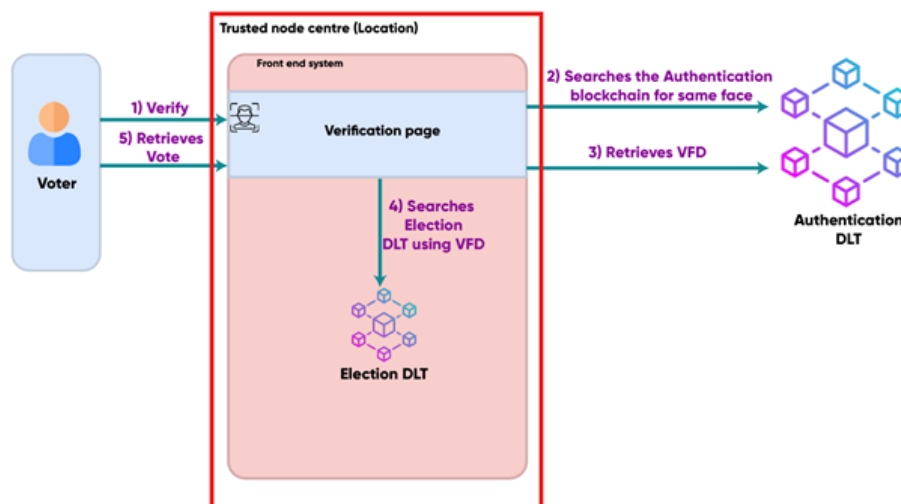 Trusted node centre (Location)
Front end system
1) Verify
5) Retrieves
Vote
Voter
Verification page
2) Searches the Authentication
blockchain for same face
3) Retrieves VFD
4) Searches
Election
DLT using VFD
Election DLT
Authentication
DLT